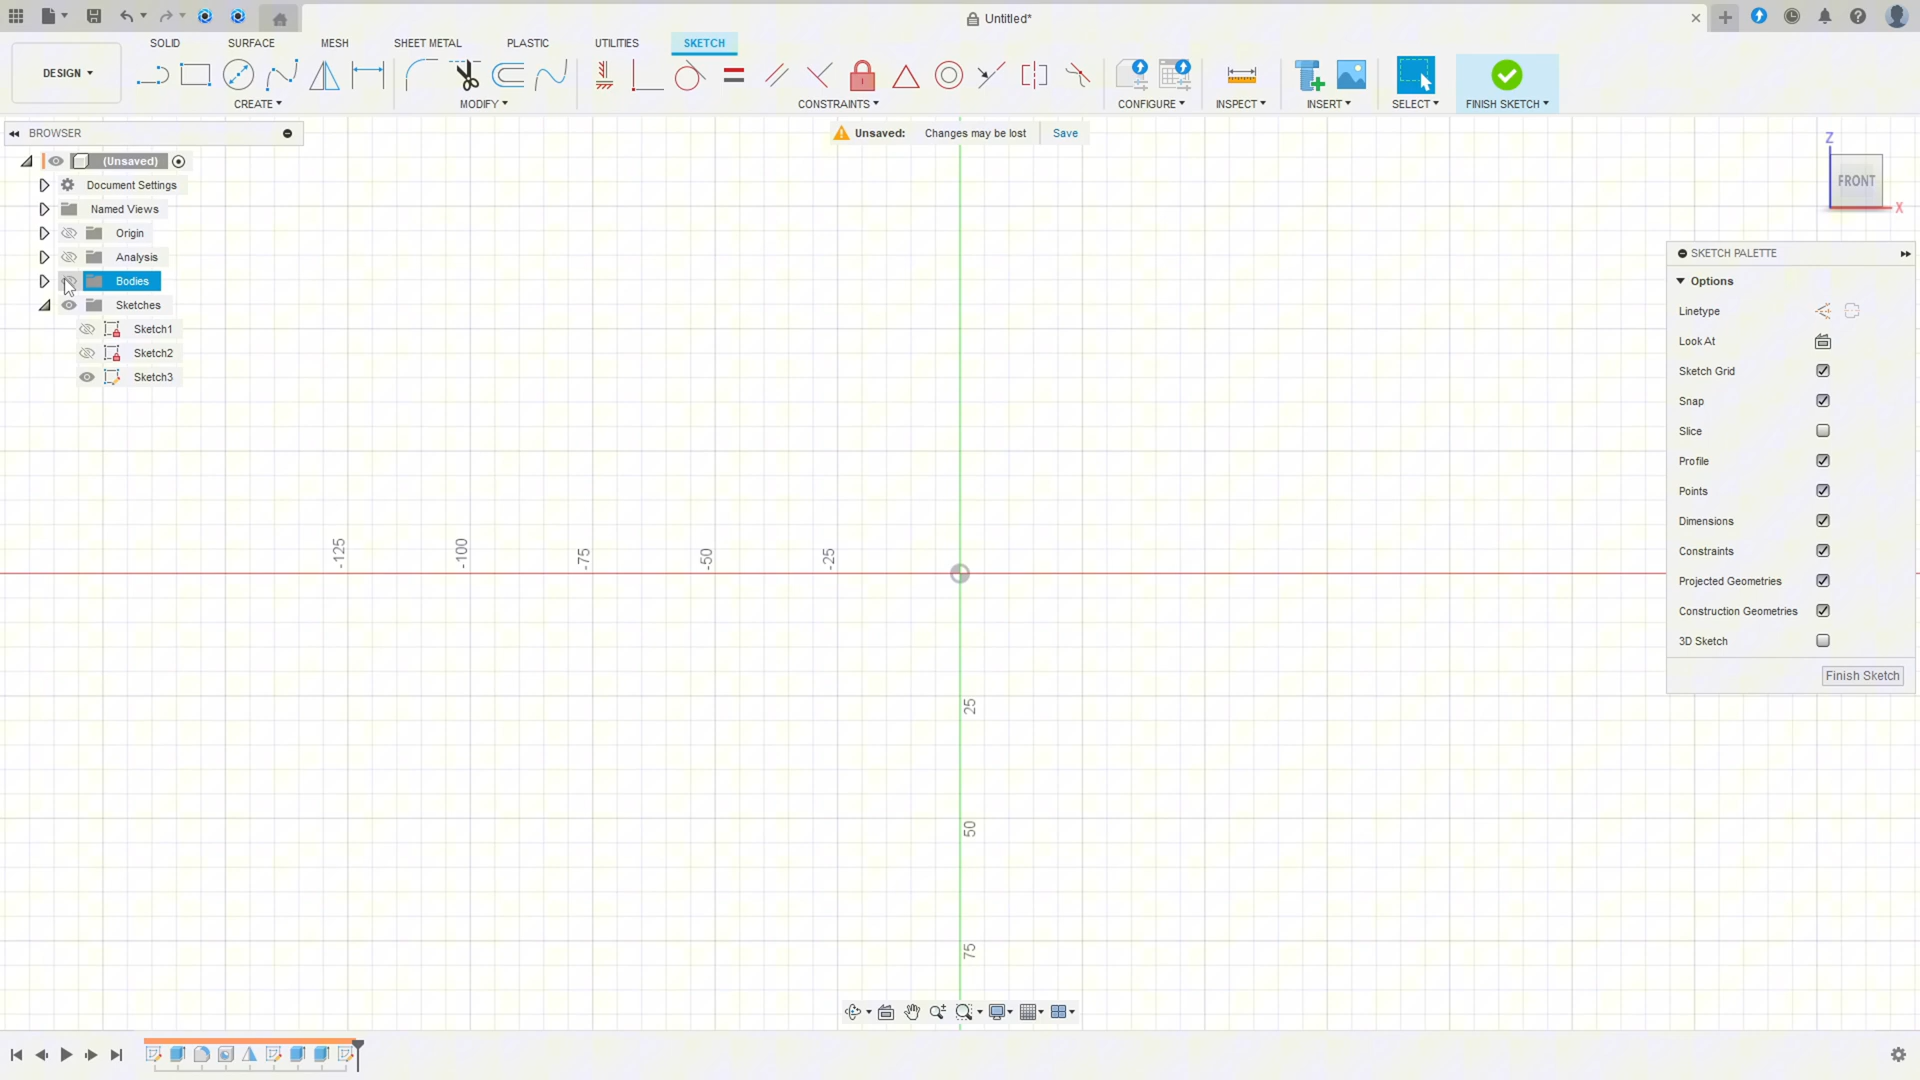 Untitled*
SOLID SURFACE MESH SHEET METAL PLASTIC UTILITIES SKETCH
DESIGN
CREATE MODIFY CONSTRAINTS CONFIGURE INSPECT INSERT SELECT FINISH SKETCH
BROWSER
Unsaved: Changes may be lost Save
(Unsaved)
Document Settings
Named Views
Origin
Analysis
Bodies
Sketches
Sketch1
Sketch2
Sketch3
Z
FRONT
X
SKETCH PALETTE
Options
Linetype
Look At
Sketch Grid
Snap
Slice
Profile
Points
Dimensions
Constraints
Projected Geometries
Construction Geometries
3D Sketch
Finish Sketch
-125 -100 -75 -50 -25
25
50
75